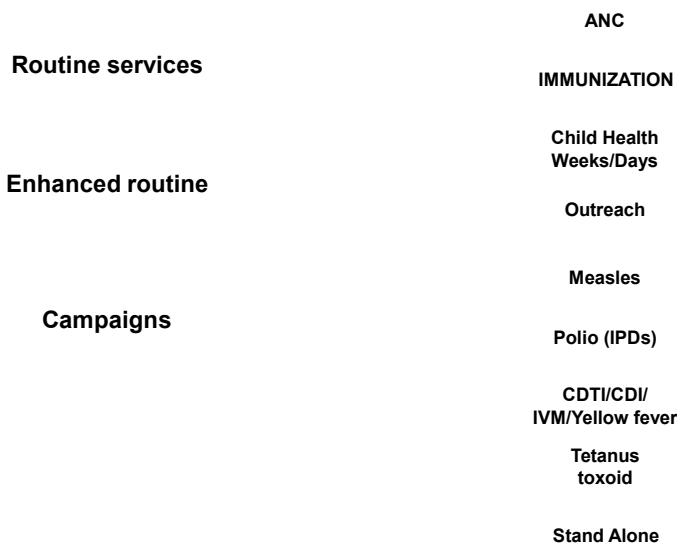 ANC
Routine services
IMMUNIZATION
Child Health
Weeks/Days
Enhanced routine
Outreach
Measles
Campaigns
Polio (IPDs)
CDTI/CDI/
IVM/Yellow fever
Tetanus
toxoid
Stand Alone